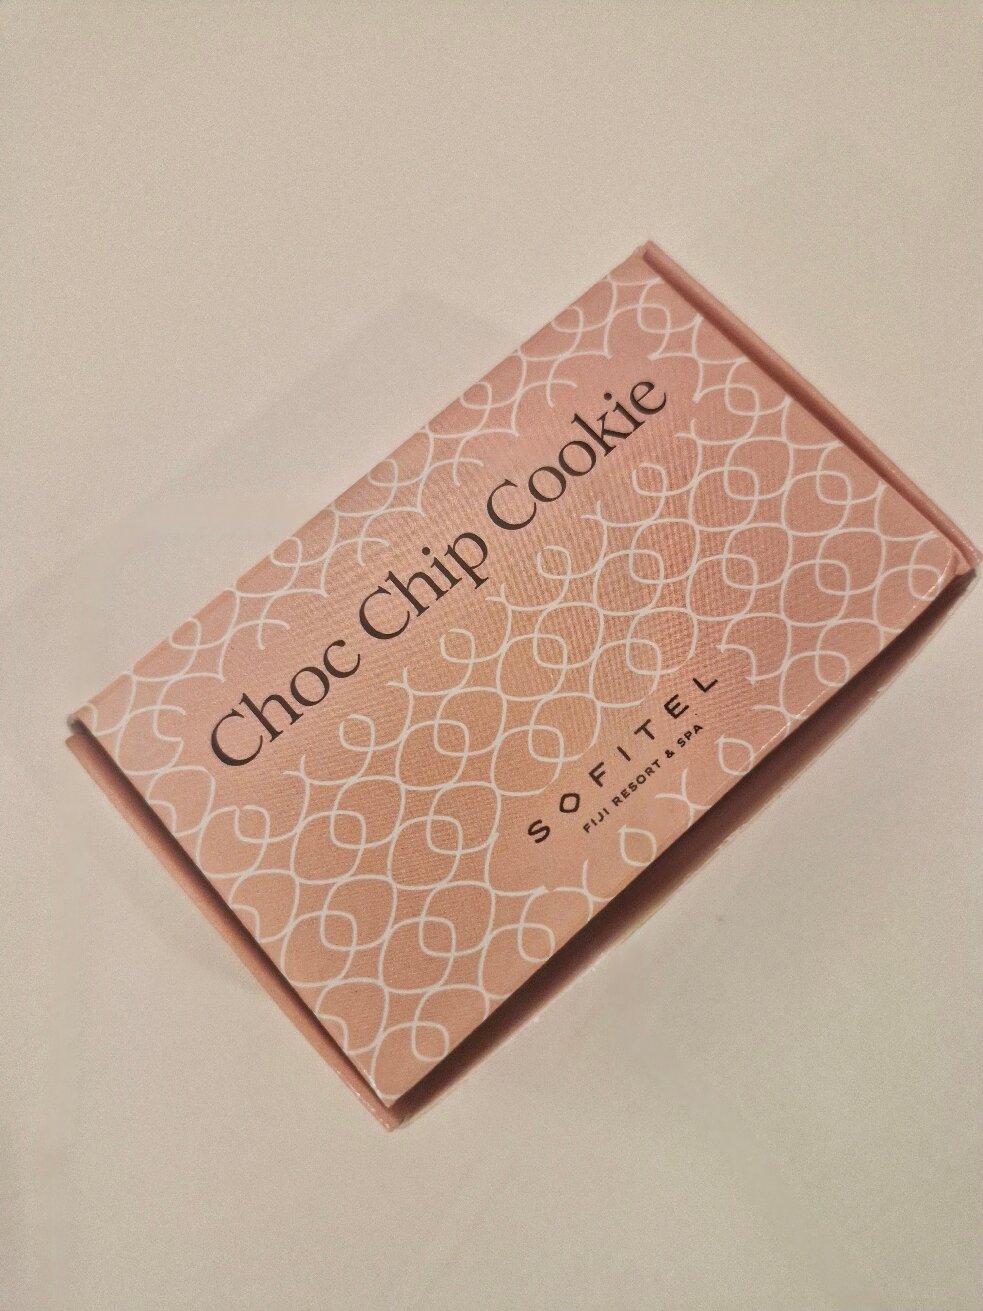 Choc Chip Cookie
SOFITEL
FIJI RESORT & SPA